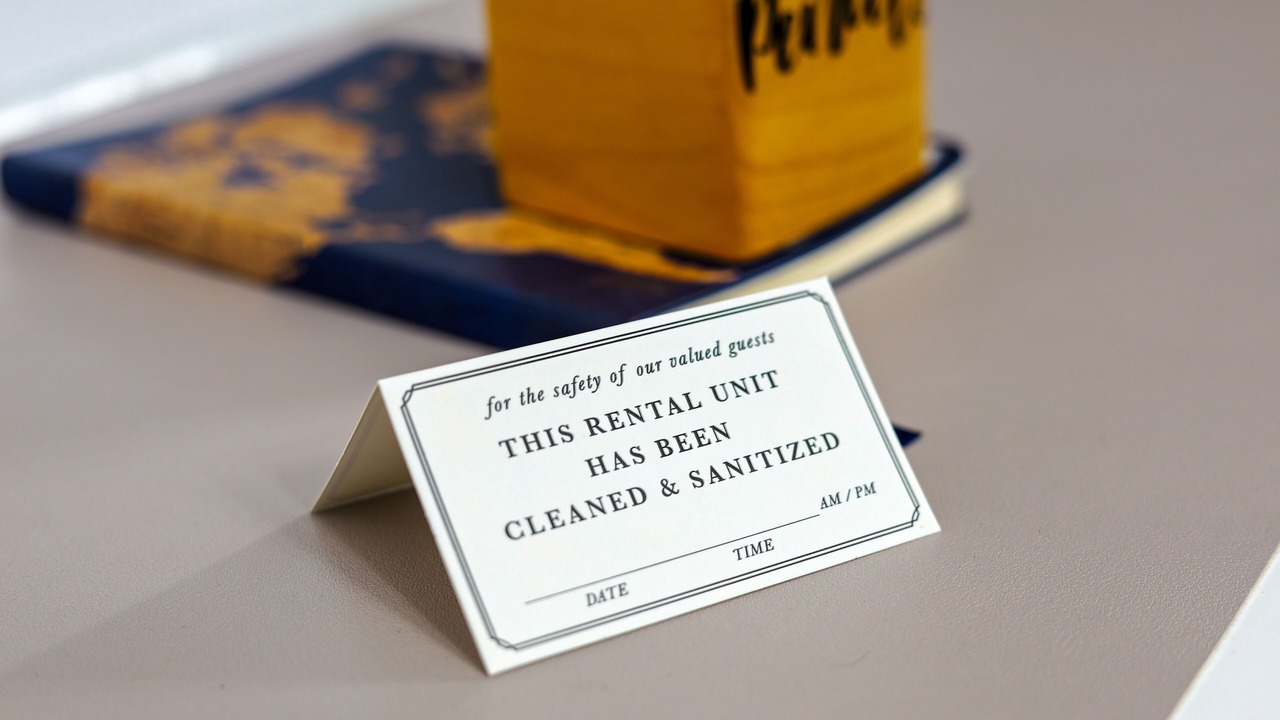 for the safety of our valued guests
THIS RENTAL UNIT
HAS BEEN
CLEANED & SANITIZED
AM / PM
DATE TIME